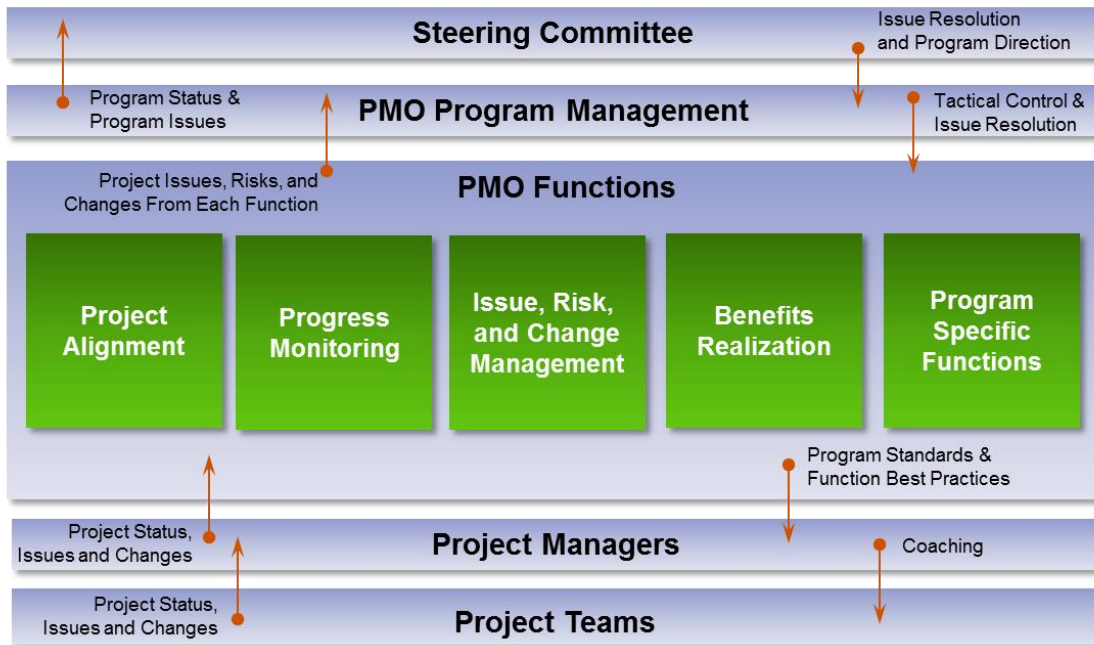 Steering Committee
Issue Resolution
and Program Direction
Program Status &
Program Issues
PMO Program Management
Tactical Control &
Issue Resolution
Project Issues, Risks, and
Changes From Each Function
PMO Functions
Project
Alignment
Progress
Monitoring
Issue, Risk,
and Change
Management
Benefits
Realization
Program
Specific
Functions
Program Standards &
Function Best Practices
Project Status,
Issues and Changes
Project Managers
Coaching
Project Status,
Issues and Changes
Project Teams